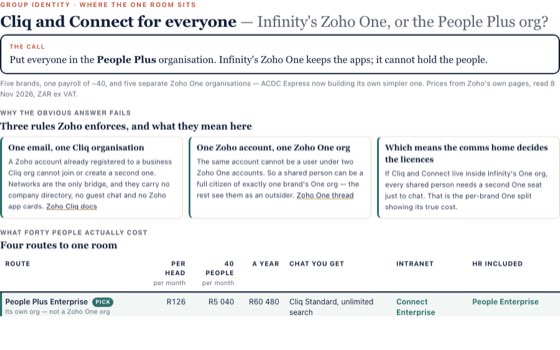 GROUP IDENTITY · WHERE THE ONE ROOM SITS
Cliq and Connect for everyone — Infinity's Zoho One, or the People Plus org?
THE CALL
Put everyone in the People Plus organisation. Infinity's Zoho One keeps the apps; it cannot hold the people.
Five brands, one payroll of ~40, and five separate Zoho One organisations — ACDC Express now building its own simpler one. Prices from Zoho's own pages, read 8
Nov 2026, ZAR ex VAT.
WHY THE OBVIOUS ANSWER FAILS
Three rules Zoho enforces, and what they mean here
One email, one Cliq organisation
A Zoho account already registered to a business
Cliq org cannot join or create a second one.
Networks are the only bridge, and they carry no
company directory, no guest chat and no Zoho
app cards. Zoho Cliq docs
One Zoho account, one Zoho One org
The same account cannot be a user under two
Zoho One accounts. So a shared person can be a
full citizen of exactly one brand's One org — the
rest see them as an outsider. Zoho One thread
Which means the comms home decides
the licences
If Cliq and Connect live inside Infinity's One org,
every shared person needs a second One seat
just to chat. That is the per-brand One split
showing its true cost.
WHAT FORTY PEOPLE ACTUALLY COST
Four routes to one room
ROUTE PER HEAD per month 40 PEOPLE per month A YEAR CHAT YOU GET INTRANET HR INCLUDED
People Plus Enterprise PICK R126 R5 040 R60 480 Cliq Standard, unlimited search Connect Enterprise People Enterprise
Its own org — not a Zoho One org